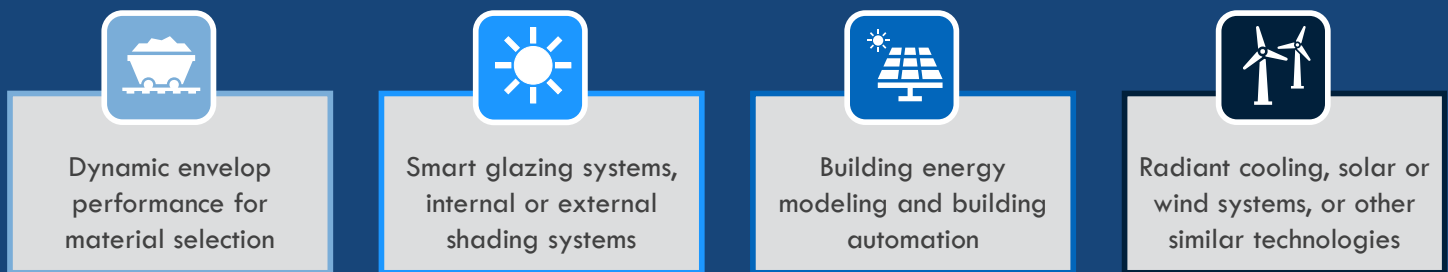 Dynamic envelop
performance for
material selection
Smart glazing systems,
internal or external
shading systems
Building energy
modeling and building
automation
Radiant cooling, solar or
wind systems, or other
similar technologies